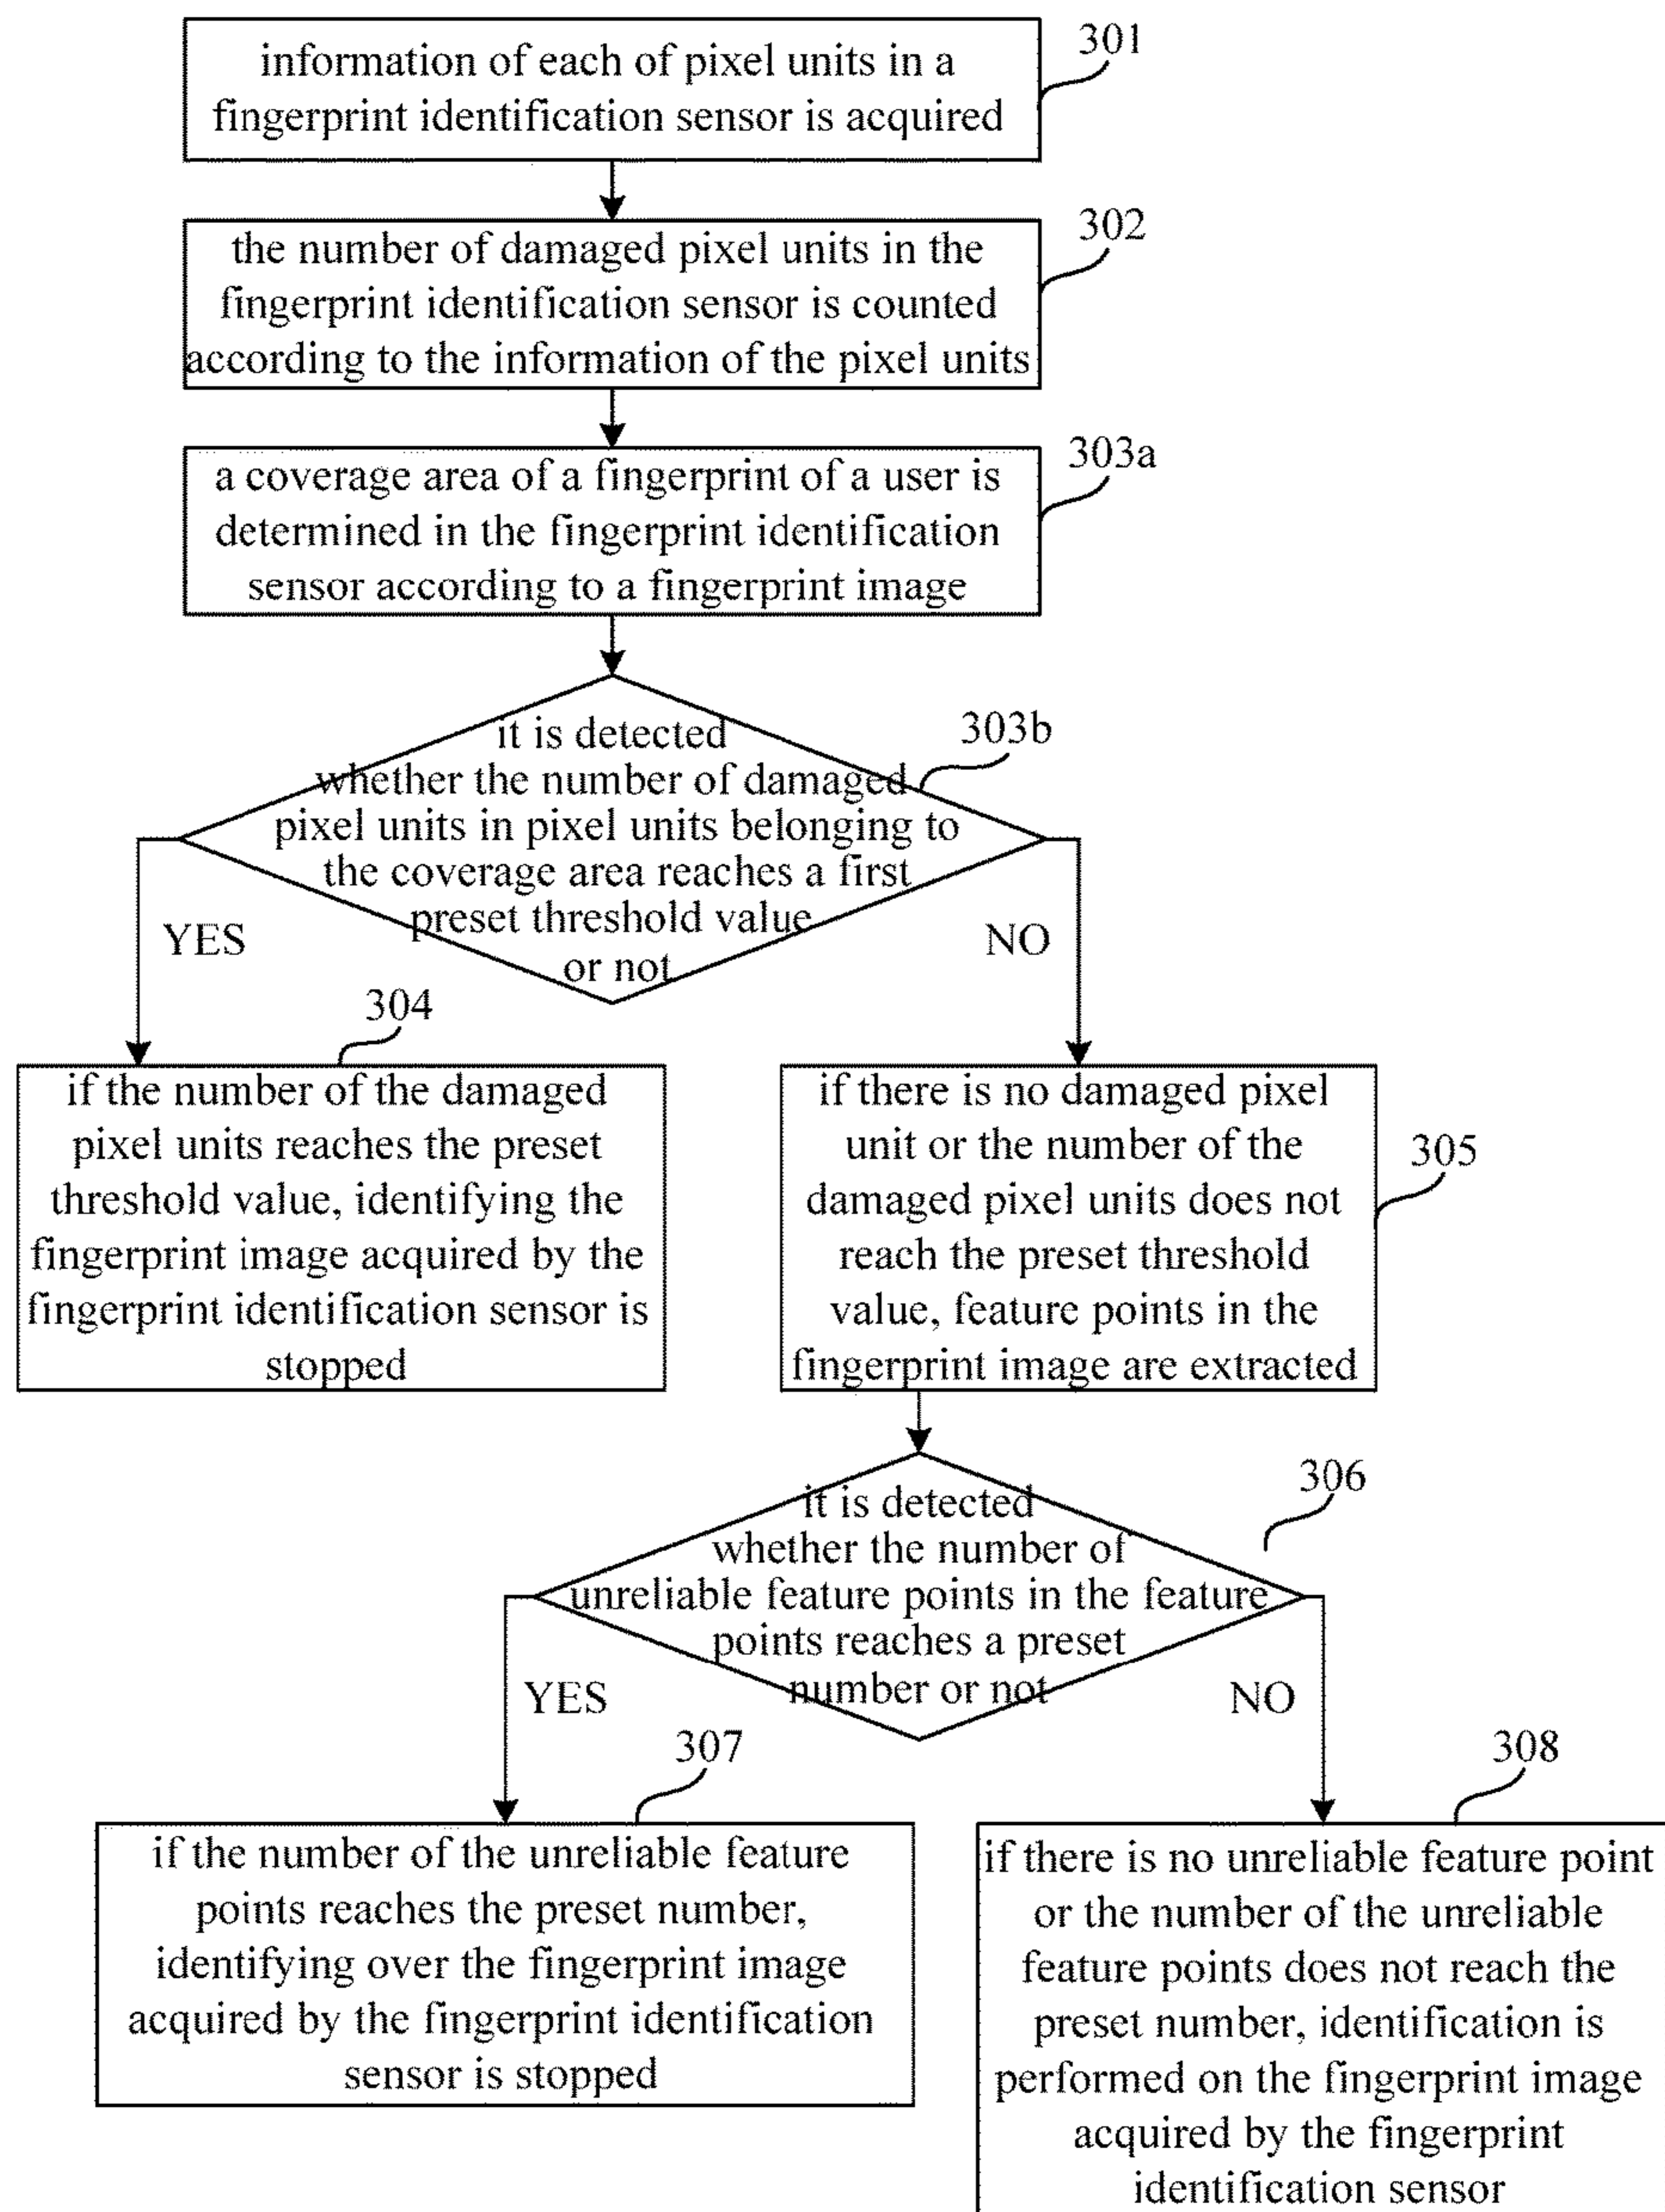 301
information of each of pixel units in a
fingerprint identification sensor is acquired
302
the number of damaged pixel units in the
fingerprint identification sensor is counted
according to the information of the pixel units
303a
a coverage area of a fingerprint of a user is
determined in the fingerprint identification
sensor according to a fingerprint image
303b
it is detected
whether the number of damaged
pixel units in pixel units belonging to
the coverage area reaches a first
preset threshold value
or not
YES
NO
304
if the number of the damaged
pixel units reaches the preset
threshold value, identifying the
fingerprint image acquired by the
fingerprint identification sensor is
stopped
305
if there is no damaged pixel
unit or the number of the
damaged pixel units does not
reach the preset threshold
value, feature points in the
fingerprint image are extracted
306
it is detected
whether the number of
unreliable feature points in the feature
points reaches a preset
number or not
YES
NO
307
if the number of the unreliable feature
points reaches the preset number,
identifying over the fingerprint image
acquired by the fingerprint identification
sensor is stopped
308
if there is no unreliable feature point
or the number of the unreliable
feature points does not reach the
preset number, identification is
performed on the fingerprint image
acquired by the fingerprint
identification sensor